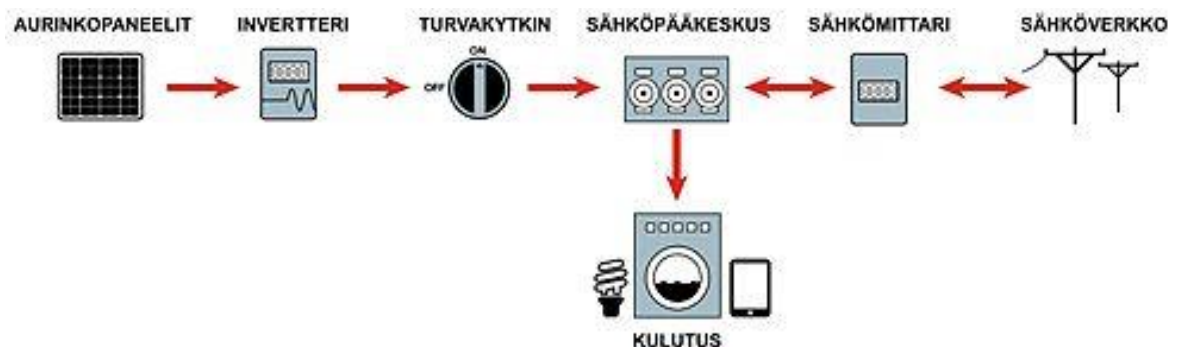 AURINKOPANEELIT
INVERTTERI
TURVAKYTKIN
SÄHKÖPÄÄKESKUS
SÄHKÖMITTARI
SÄHKÖVERKKO
ON
OFF
KULUTUS